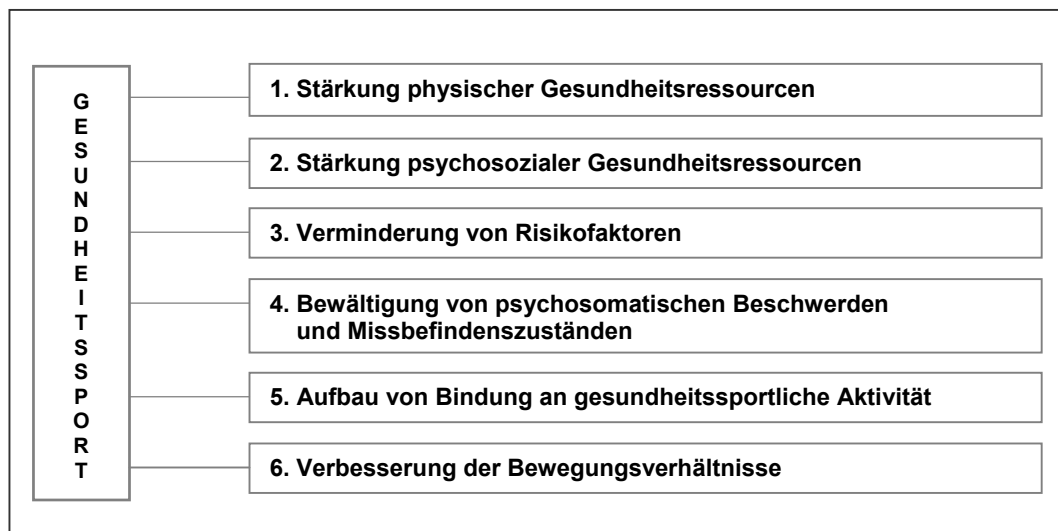 GESUNDHEITSSPORT
1. Stärkung physischer Gesundheitsressourcen
2. Stärkung psychosozialer Gesundheitsressourcen
3. Verminderung von Risikofaktoren
4. Bewältigung von psychosomatischen Beschwerden
und Missbefindenszuständen
5. Aufbau von Bindung an gesundheitssportliche Aktivität
6. Verbesserung der Bewegungsverhältnisse